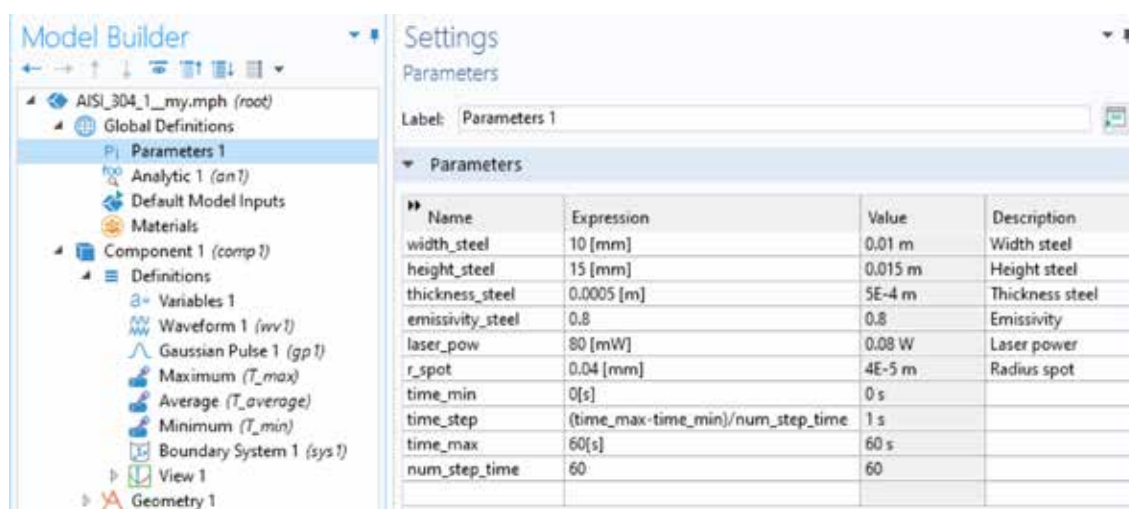 Model Builder
AISI_304_1__my.mph (root)
Global Definitions
Pi Parameters 1
Analytic 1 (an1)
Default Model Inputs
Materials
Component 1 (comp1)
Definitions
a= Variables 1
Waveform 1 (wv1)
Gaussian Pulse 1 (gp1)
Maximum (T_max)
Average (T_average)
Minimum (T_min)
Boundary System 1 (sys1)
View 1
Geometry 1
Settings
Parameters
Label: Parameters 1
Parameters
Name Expression Value Description
width_steel 10 [mm] 0.01 m Width steel
height_steel 15 [mm] 0.015 m Height steel
thickness_steel 0.0005 [m] 5E-4 m Thickness steel
emissivity_steel 0.8 0.8 Emissivity
laser_pow 80 [mW] 0.08 W Laser power
r_spot 0.04 [mm] 4E-5 m Radius spot
time_min 0[s] 0 s
time_step (time_max-time_min)/num_step_time 1 s
time_max 60[s] 60 s
num_step_time 60 60